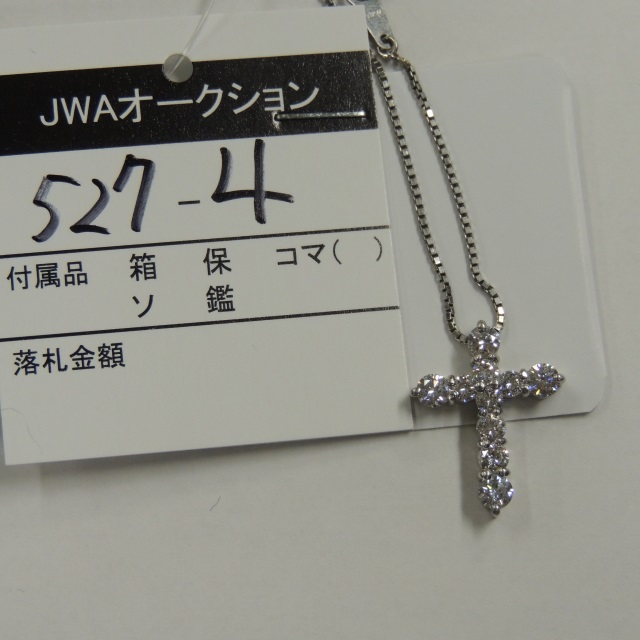 JWAオークション
527-4
付属品 箱 保 コマ( )
ソ 鑑
落札金額